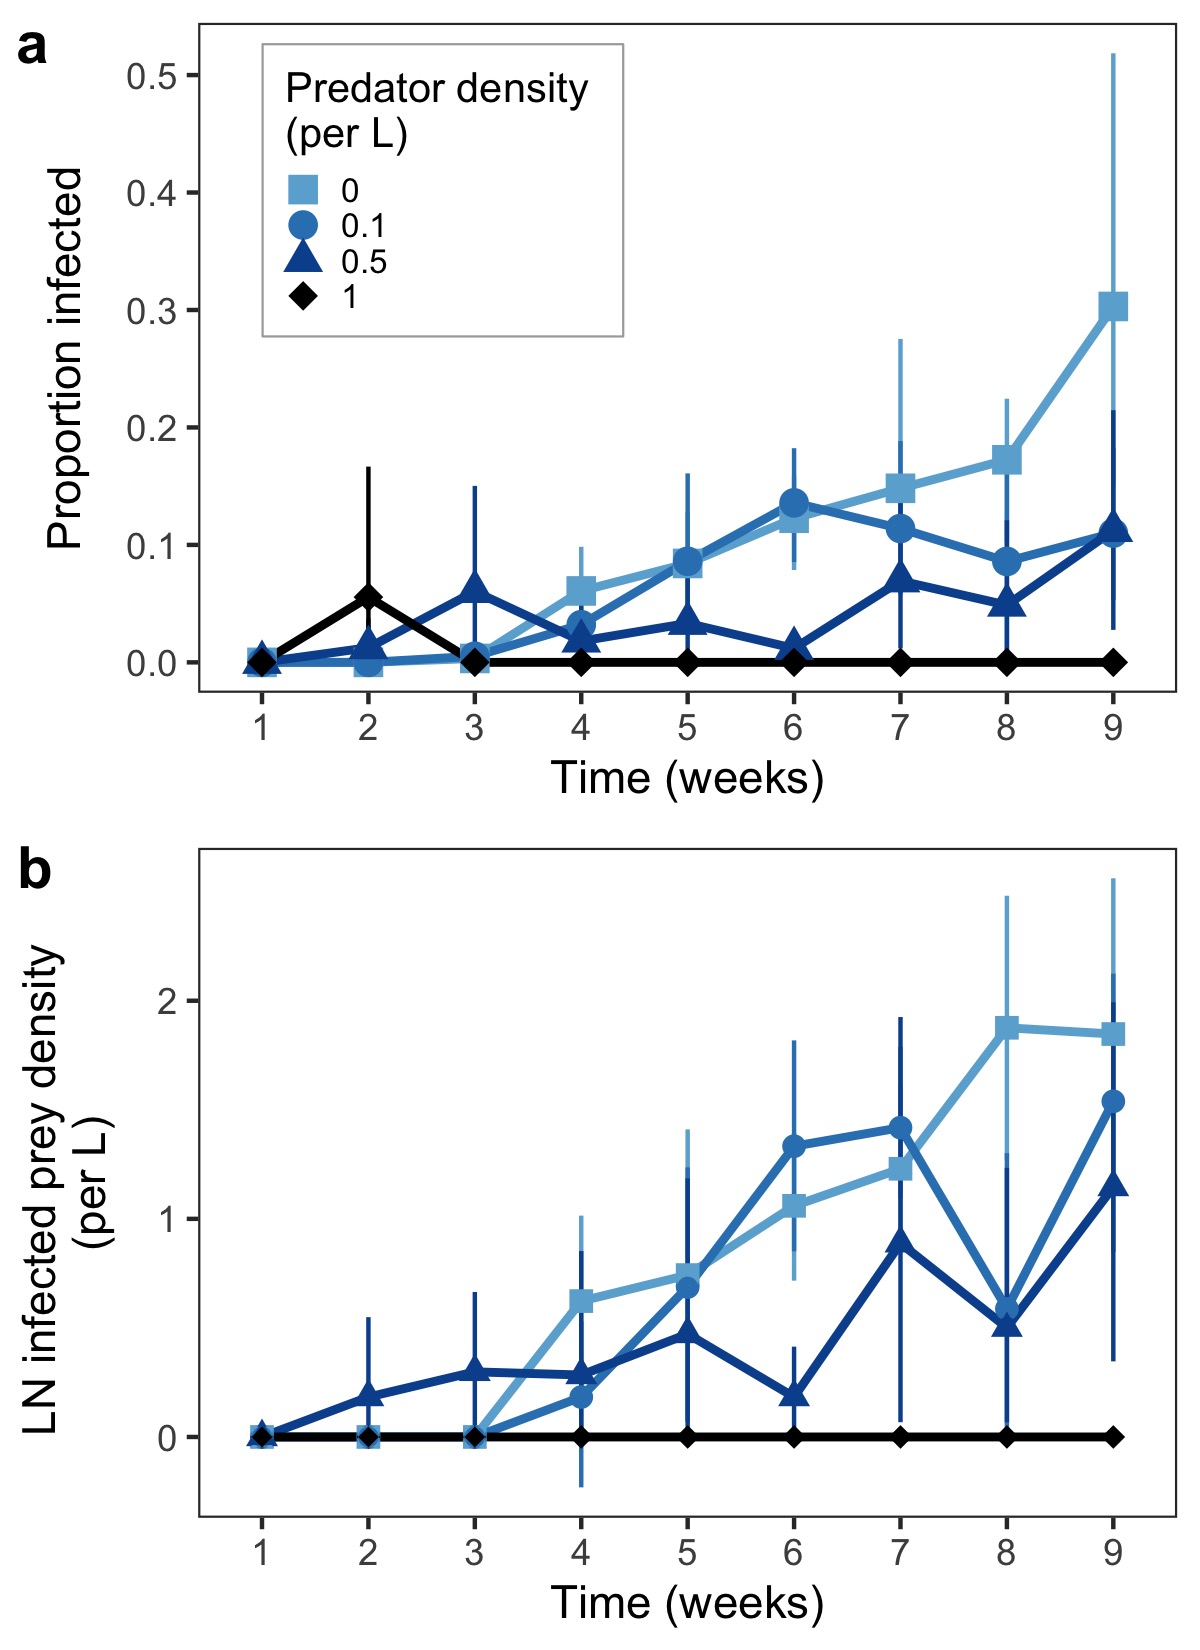 a
Predator density
(per L)
0
0.1
0.5
1
Proportion infected
0.5
0.4
0.3
0.2
0.1
0.0
1 2 3 4 5 6 7 8 9
Time (weeks)
b
LN infected prey density
(per L)
2
1
0
1 2 3 4 5 6 7 8 9
Time (weeks)